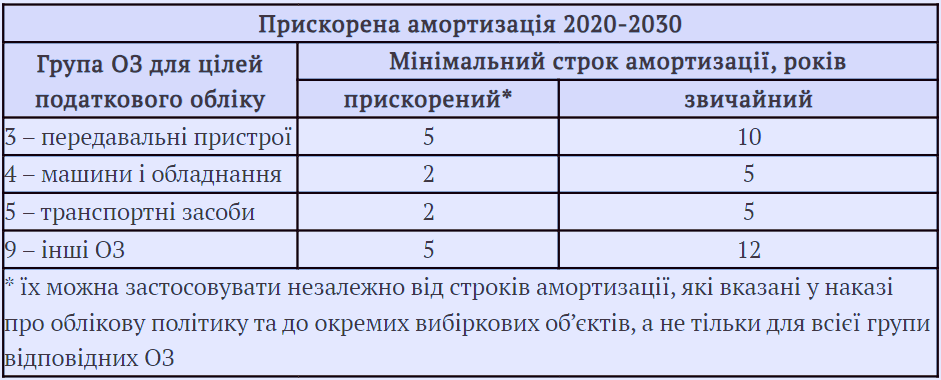 Прискорена амортизація 2020-2030
Група ОЗ для цілей
податкового обліку
Мінімальний строк амортизації, років
прискорений*
звичайний
3 – передавальні пристрої 5 10
4 – машини і обладнання 2 5
5 – транспортні засоби 2 5
9 – інші ОЗ 5 12
* їх можна застосовувати незалежно від строків амортизації, які вказані у наказі
про облікову політику та до окремих вибіркових об’єктів, а не тільки для всієї групи
відповідних ОЗ